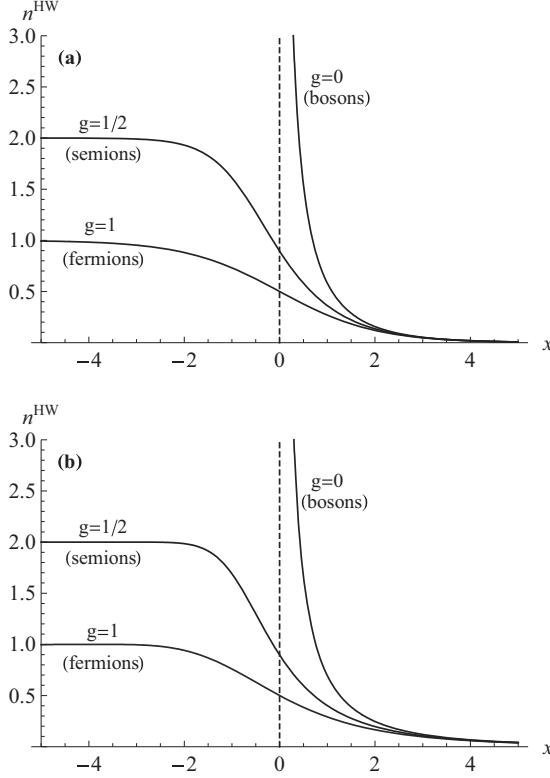 n^HW
3.0
(a)
g=0
(bosons)
2.5
g=1/2
2.0
(semions)
1.5
g=1
1.0
(fermions)
0.5
−4 −2 0 2 4 x
n^HW
3.0
(b)
g=0
(bosons)
2.5
g=1/2
2.0
(semions)
1.5
g=1
1.0
(fermions)
0.5
−4 −2 0 2 4 x